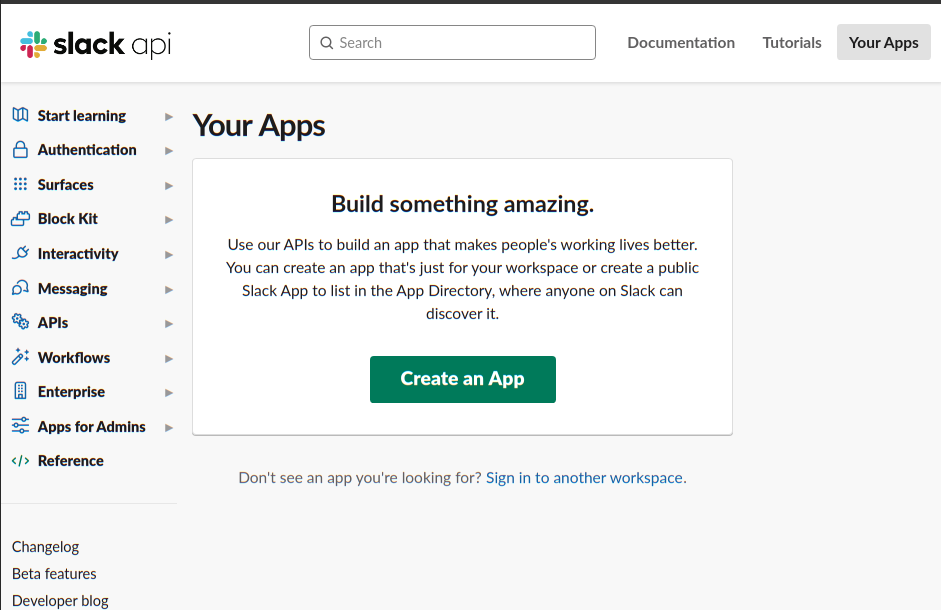 slack api
Search
Documentation
Tutorials
Your Apps
Start learning
Authentication
Surfaces
Block Kit
Interactivity
Messaging
APIs
Workflows
Enterprise
Apps for Admins
Reference
Changelog
Beta features
Developer blog
Your Apps
Build something amazing.
Use our APIs to build an app that makes people's working lives better.
You can create an app that's just for your workspace or create a public
Slack App to list in the App Directory, where anyone on Slack can
discover it.
Create an App
Don't see an app you're looking for? Sign in to another workspace.